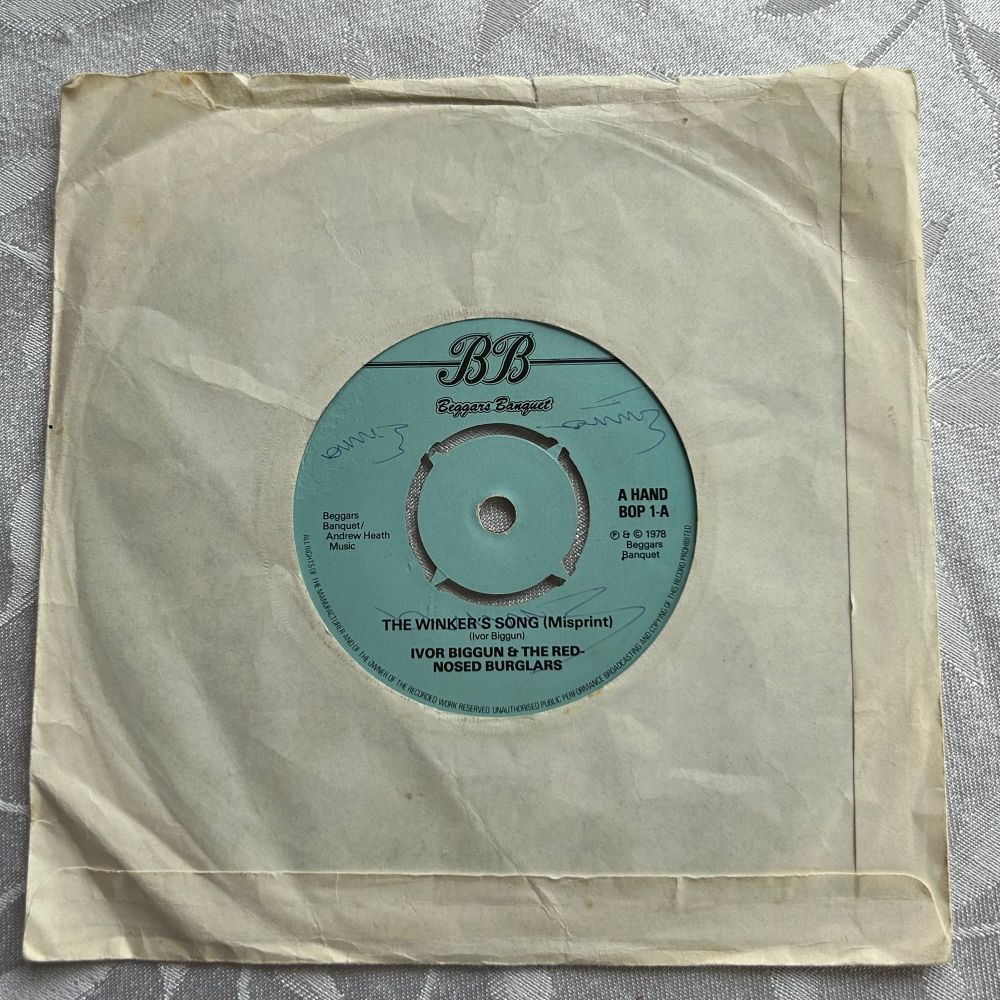 BB
Beggars Banquet
Emma
Emma
A HAND
BOP 1-A
Beggars
Banquet/
Andrew Heath
Music
℗ & © 1978
Beggars
Banquet
THE WINKER'S SONG (Misprint)
(Ivor Biggun)
IVOR BIGGUN & THE RED-
NOSED BURGLARS
ALL RIGHTS OF THE MANUFACTURER AND OF THE OWNER OF THE RECORDED WORK RESERVED UNAUTHORISED PUBLIC PERFORMANCE BROADCASTING AND COPYING OF THIS RECORD PROHIBITED